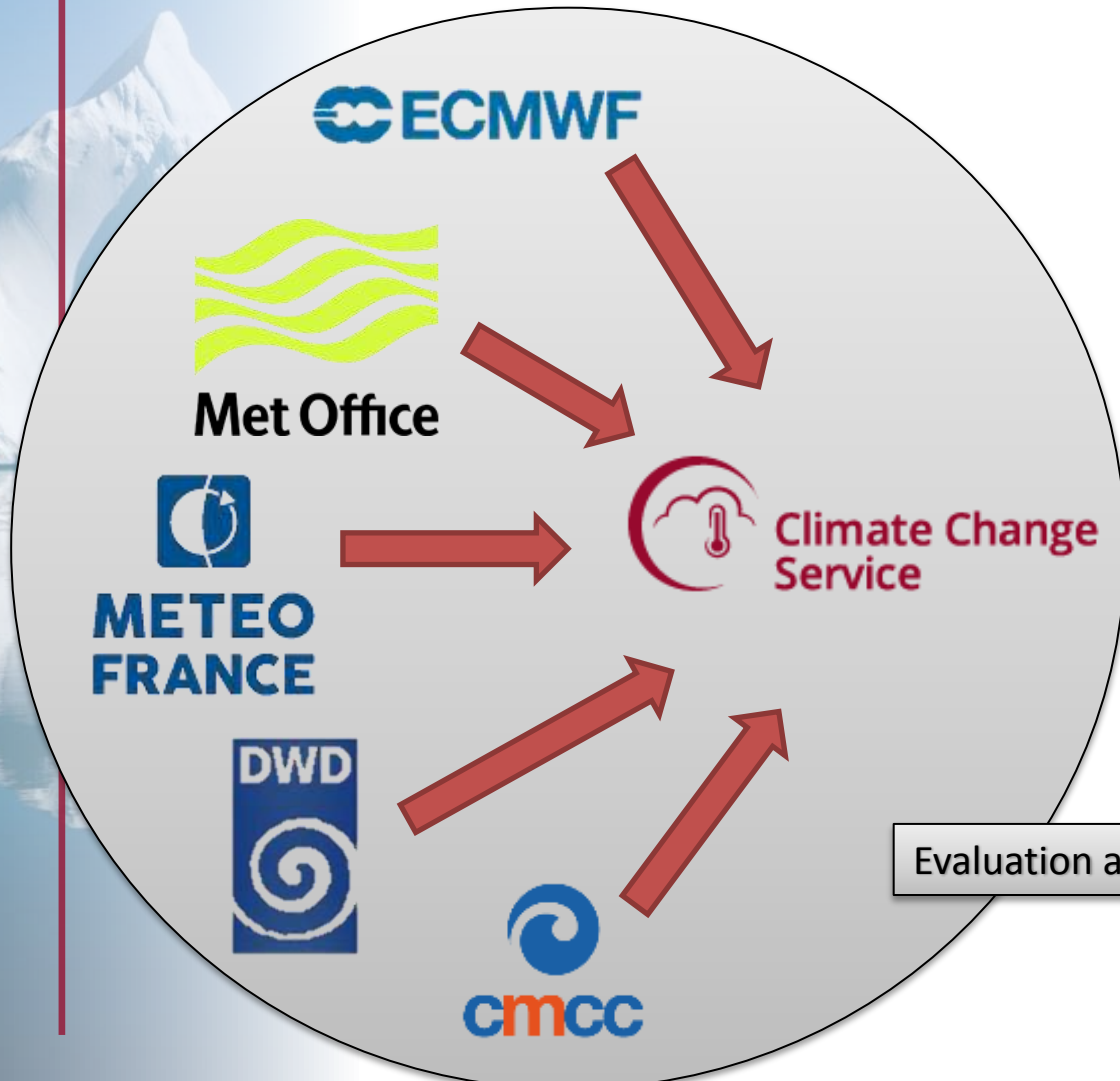 ECMWF
Met Office
METEO
FRANCE
Climate Change
Service
DWD
Evaluation a
cmcc